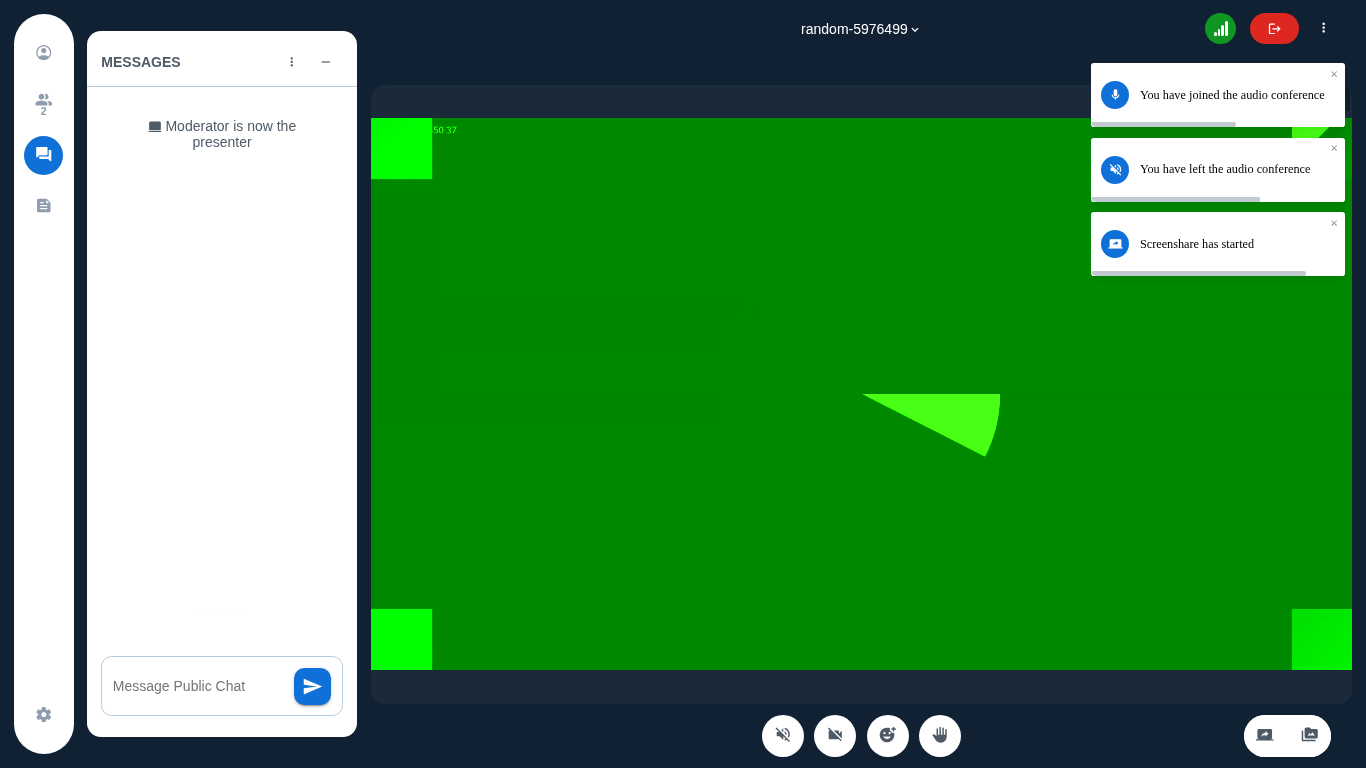 random-5976499
MESSAGES
2
Moderator is now the
presenter
50 37
You have joined the audio conference
You have left the audio conference
Screenshare has started
Message Public Chat